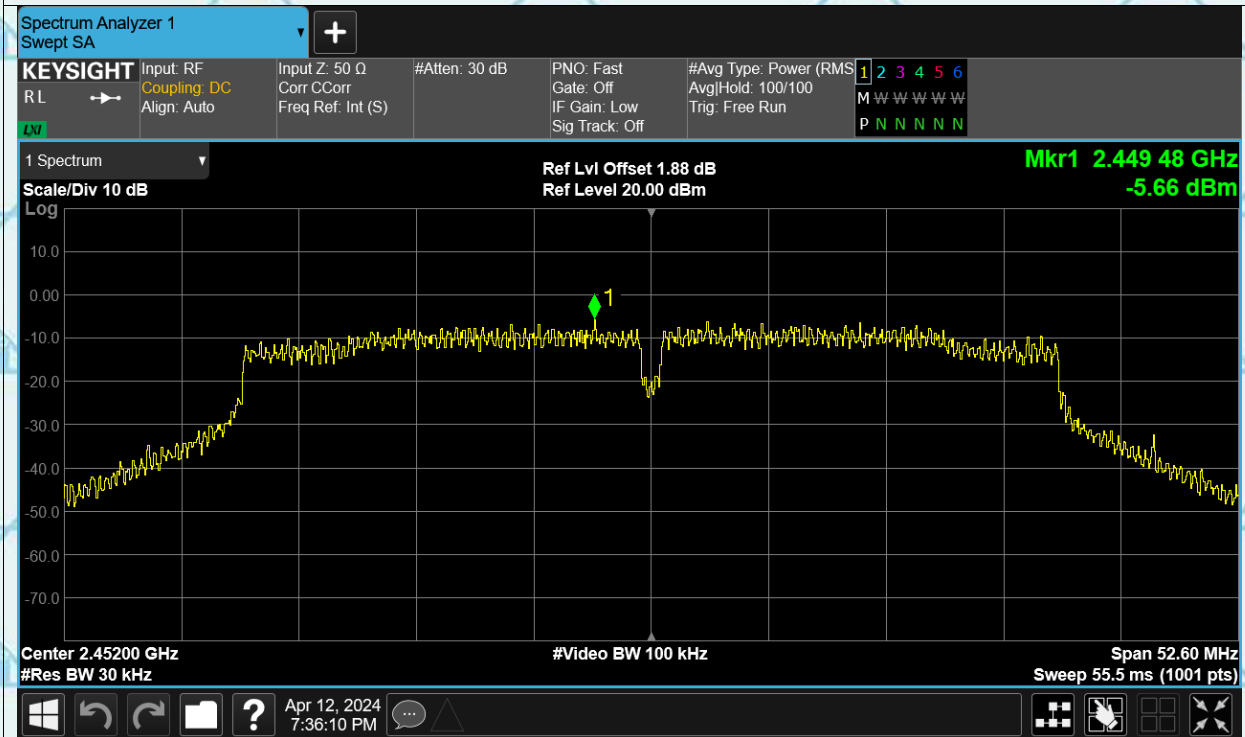 Spectrum Analyzer 1
Swept SA
KEYSIGHT
RL
LXI
Input: RF
Coupling: DC
Align: Auto
Input Z: 50 Ω
Corr CCorr
Freq Ref: Int (S)
#Atten: 30 dB
PNO: Fast
Gate: Off
IF Gain: Low
Sig Track: Off
#Avg Type: Power (RMS
Avg|Hold: 100/100
Trig: Free Run
1 2 3 4 5 6
M W W W W W
P N N N N N
1 Spectrum
Scale/Div 10 dB
Ref Lvl Offset 1.88 dB
Ref Level 20.00 dBm
Mkr1 2.449 48 GHz
-5.66 dBm
Log
10.0
0.00
-10.0
-20.0
-30.0
-40.0
-50.0
-60.0
-70.0
1
Center 2.45200 GHz
#Res BW 30 kHz
#Video BW 100 kHz
Span 52.60 MHz
Sweep 55.5 ms (1001 pts)
?
Apr 12, 2024
7:36:10 PM